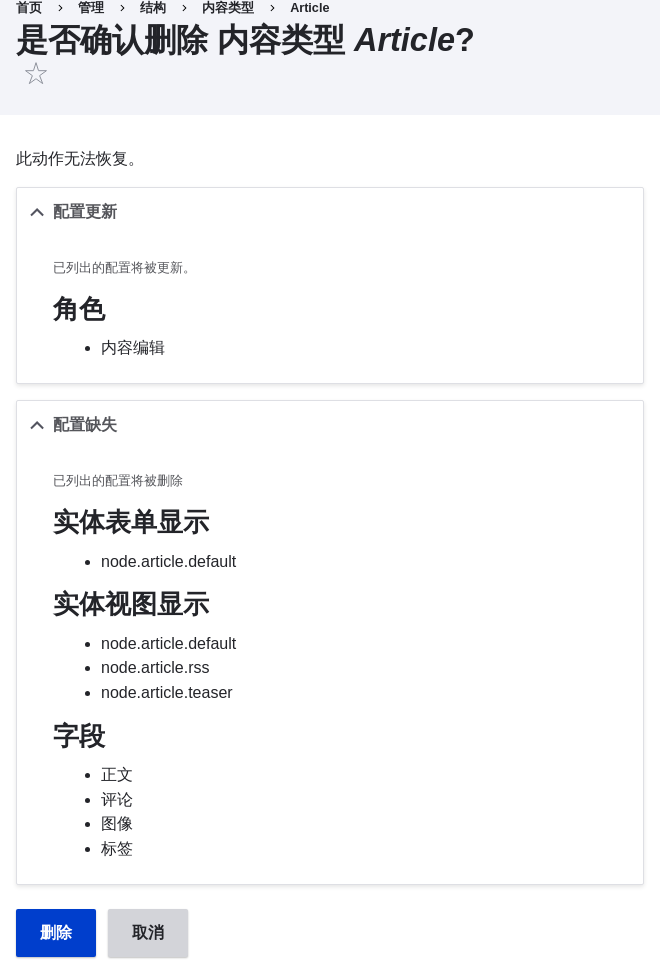 首页 › 管理 › 结构 › 内容类型 › Article
是否确认删除 内容类型 Article?
此动作无法恢复。
配置更新
已列出的配置将被更新。
角色
• 内容编辑
配置缺失
已列出的配置将被删除
实体表单显示
• node.article.default
实体视图显示
• node.article.default
• node.article.rss
• node.article.teaser
字段
• 正文
• 评论
• 图像
• 标签
删除 取消